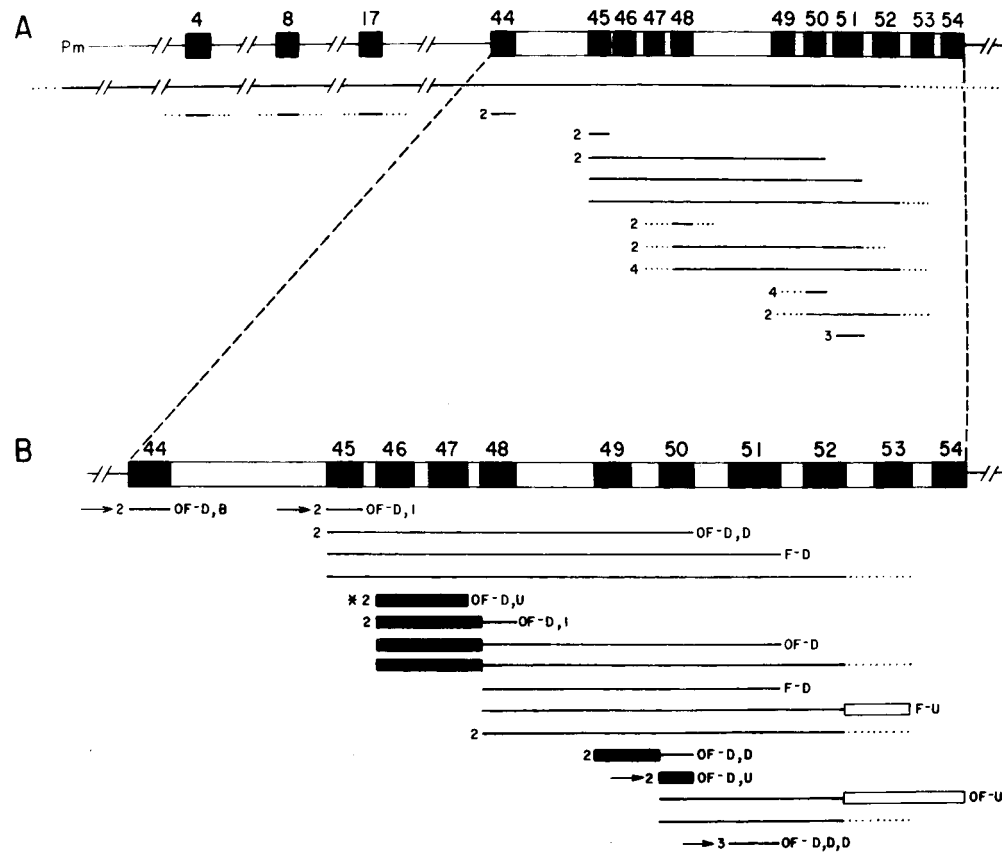 A
4 8 17 44 45 46 47 48 49 50 51 52 53 54
Pm
2
2
2
2
2
4
4
2
3
B
44 45 46 47 48 49 50 51 52 53 54
2 OF-D,B 2 OF-D,I
2 OF-D,D
F-D
* 2 OF-D,U
2 OF-D,I
OF-D
F-D
F-U
2
2 OF-D,D
2 OF-D,U
OF-U
3 OF-D,D,D